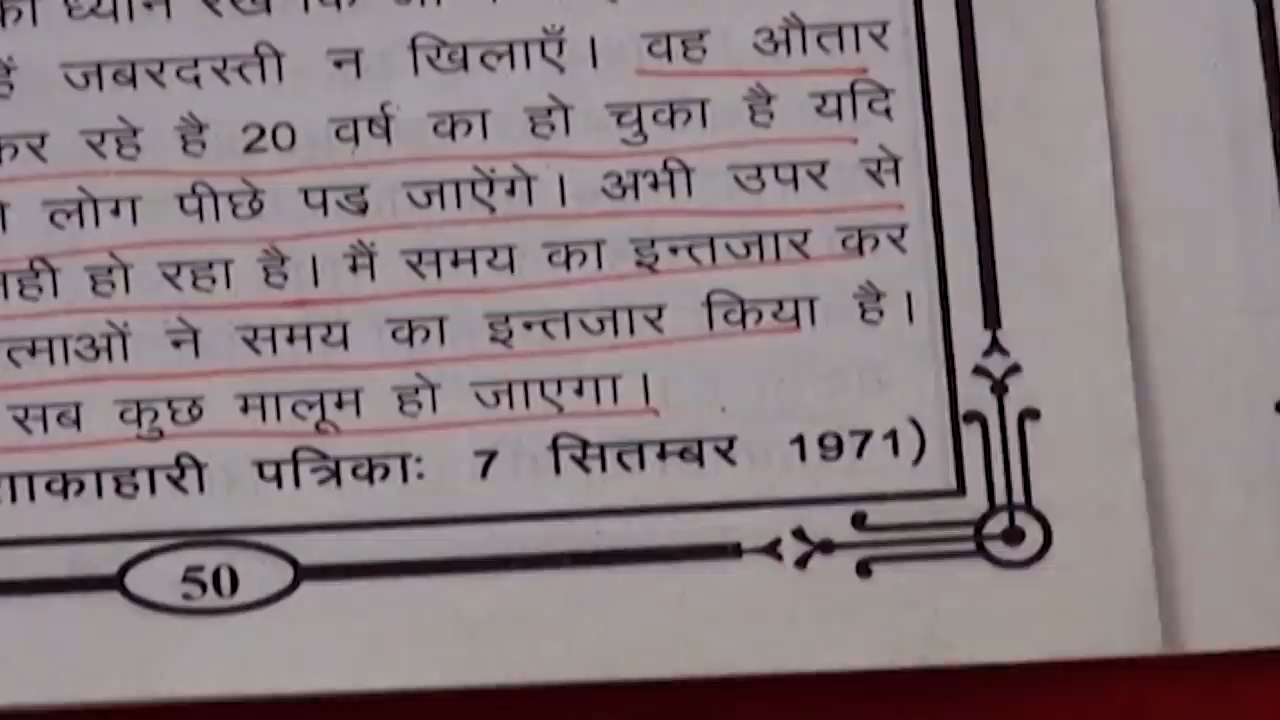 हैं जबरदस्ती न खिलाएँ। वह औतार
कर रहे है 20 वर्ष का हो चुका है यदि
लोग पीछे पड जाऐंगे। अभी उपर से
नही हो रहा है। मैं समय का इन्तजार कर
त्माओं ने समय का इन्तजार किया है।
सब कुछ मालूम हो जाएगा।
शाकाहारी पत्रिकाः 7 सितम्बर 1971)
50